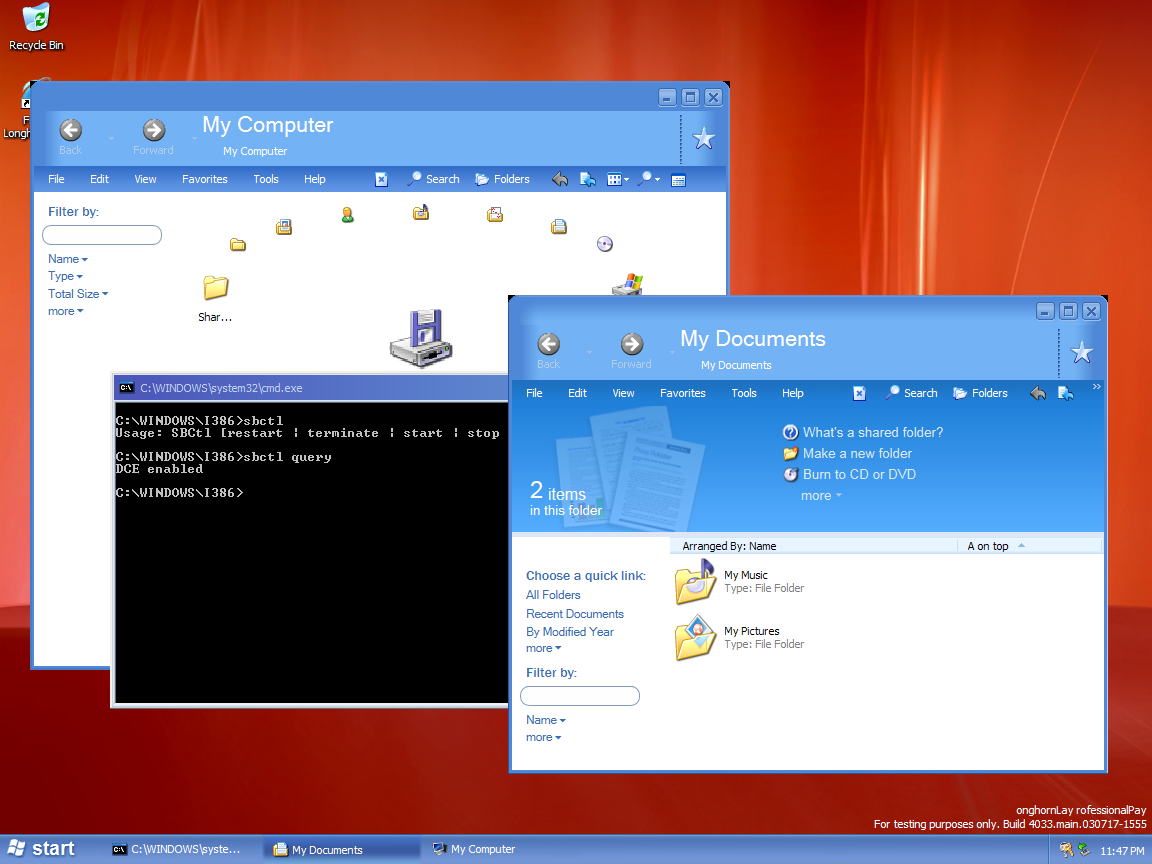 Recycle Bin
F
Longh
My Computer
Back
Forward
My Computer
File Edit View Favorites Tools Help Search Folders
Filter by:
Name
Type
Total Size
more
Shar...
C:\WINDOWS\system32\cmd.exe
C:\WINDOWS\I386>sbctl
Usage: SBCtl [restart | terminate | start | stop
C:\WINDOWS\I386>sbctl query
DCE enabled
C:\WINDOWS\I386>
My Documents
Back
Forward
My Documents
File Edit View Favorites Tools Help Search Folders »
What's a shared folder?
Make a new folder
Burn to CD or DVD
more
2 items
in this folder
Arranged By: Name A on top
Choose a quick link:
All Folders
Recent Documents
By Modified Year
more
Filter by:
Name
more
My Music
Type: File Folder
My Pictures
Type: File Folder
onghornLay rofessionalPay
For testing purposes only. Build 4033.main.030717-1555
start C:\WINDOWS\syste... My Documents My Computer 11:47 PM